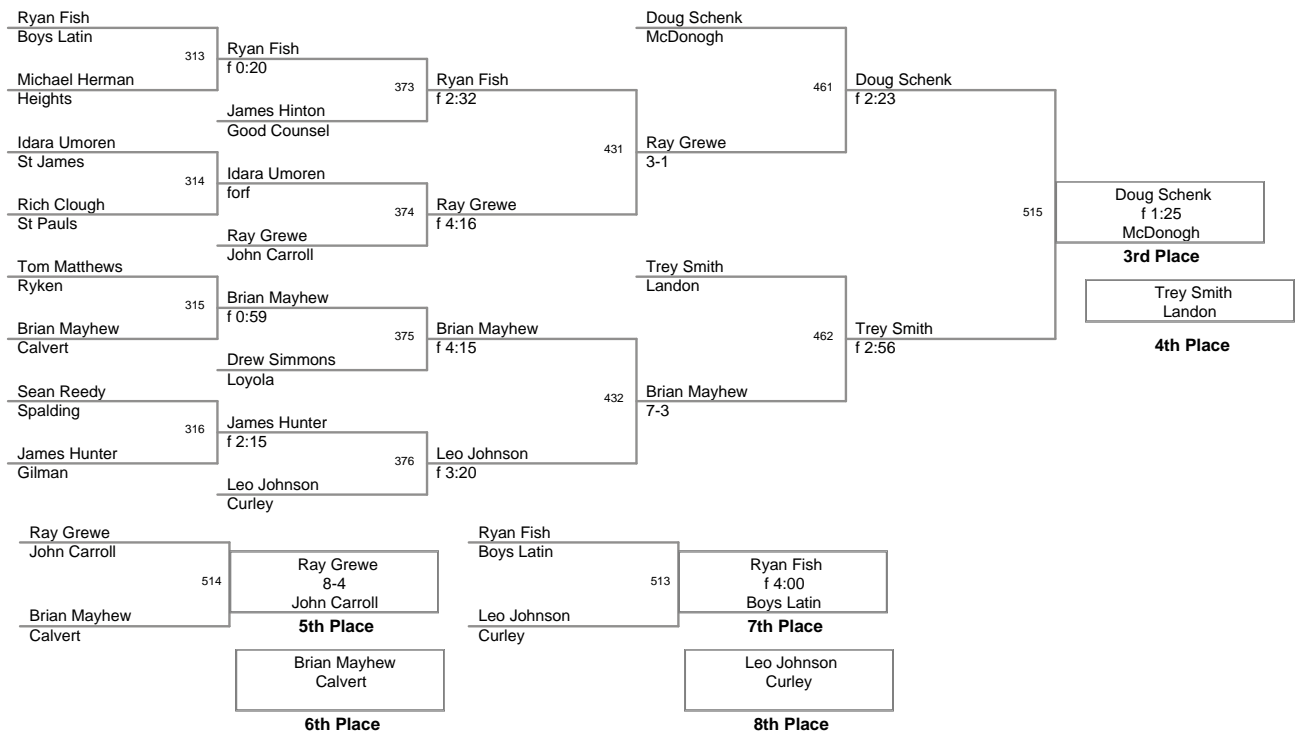 Ryan Fish
Boys Latin
313
Michael Herman
Heights
Idara Umoren
St James
314
Rich Clough
St Pauls
Tom Matthews
Ryken
315
Brian Mayhew
Calvert
Sean Reedy
Spalding
316
James Hunter
Gilman
Ryan Fish
f 0:20
373
James Hinton
Good Counsel
Idara Umoren
forf
374
Ray Grewe
John Carroll
Brian Mayhew
f 0:59
375
Drew Simmons
Loyola
James Hunter
f 2:15
376
Leo Johnson
Curley
Ryan Fish
f 2:32
431
Ray Grewe
f 4:16
Brian Mayhew
f 4:15
432
Leo Johnson
f 3:20
Doug Schenk
McDonogh
461
Ray Grewe
3-1
Trey Smith
Landon
462
Brian Mayhew
7-3
Doug Schenk
f 2:23
515
Trey Smith
f 2:56
Doug Schenk
f 1:25
McDonogh
3rd Place
Trey Smith
Landon
4th Place
Ray Grewe
John Carroll
514
Brian Mayhew
Calvert
Ray Grewe
8-4
John Carroll
5th Place
Brian Mayhew
Calvert
6th Place
Ryan Fish
Boys Latin
513
Leo Johnson
Curley
Ryan Fish
f 4:00
Boys Latin
7th Place
Leo Johnson
Curley
8th Place